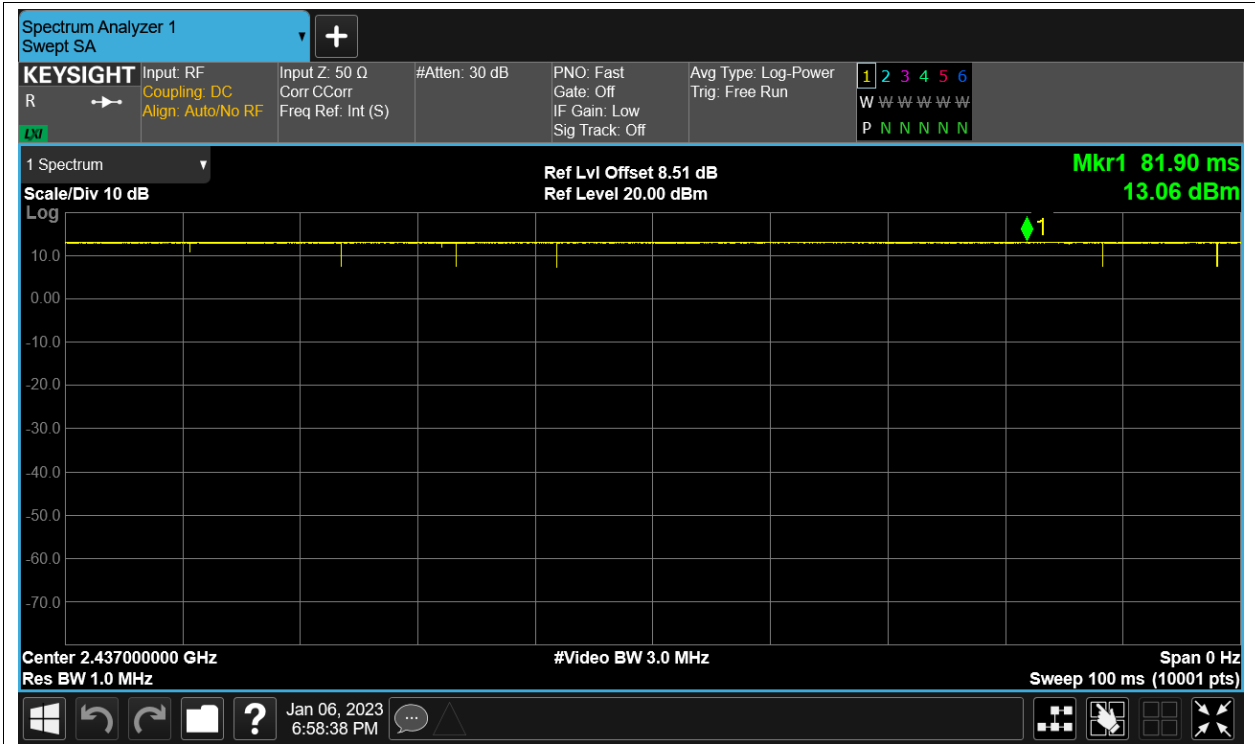 Spectrum Analyzer 1
Swept SA
KEYSIGHT
R
LXI
Input: RF
Coupling: DC
Align: Auto/No RF
Input Z: 50 Ω
Corr CCorr
Freq Ref: Int (S)
#Atten: 30 dB
PNO: Fast
Gate: Off
IF Gain: Low
Sig Track: Off
Avg Type: Log-Power
Trig: Free Run
1 2 3 4 5 6
W W W W W W
P N N N N N
1 Spectrum
Scale/Div 10 dB
Ref Lvl Offset 8.51 dB
Ref Level 20.00 dBm
Mkr1 81.90 ms
13.06 dBm
Log
1
10.0
0.00
-10.0
-20.0
-30.0
-40.0
-50.0
-60.0
-70.0
Center 2.437000000 GHz
Res BW 1.0 MHz
#Video BW 3.0 MHz
Span 0 Hz
Sweep 100 ms (10001 pts)
?
Jan 06, 2023
6:58:38 PM